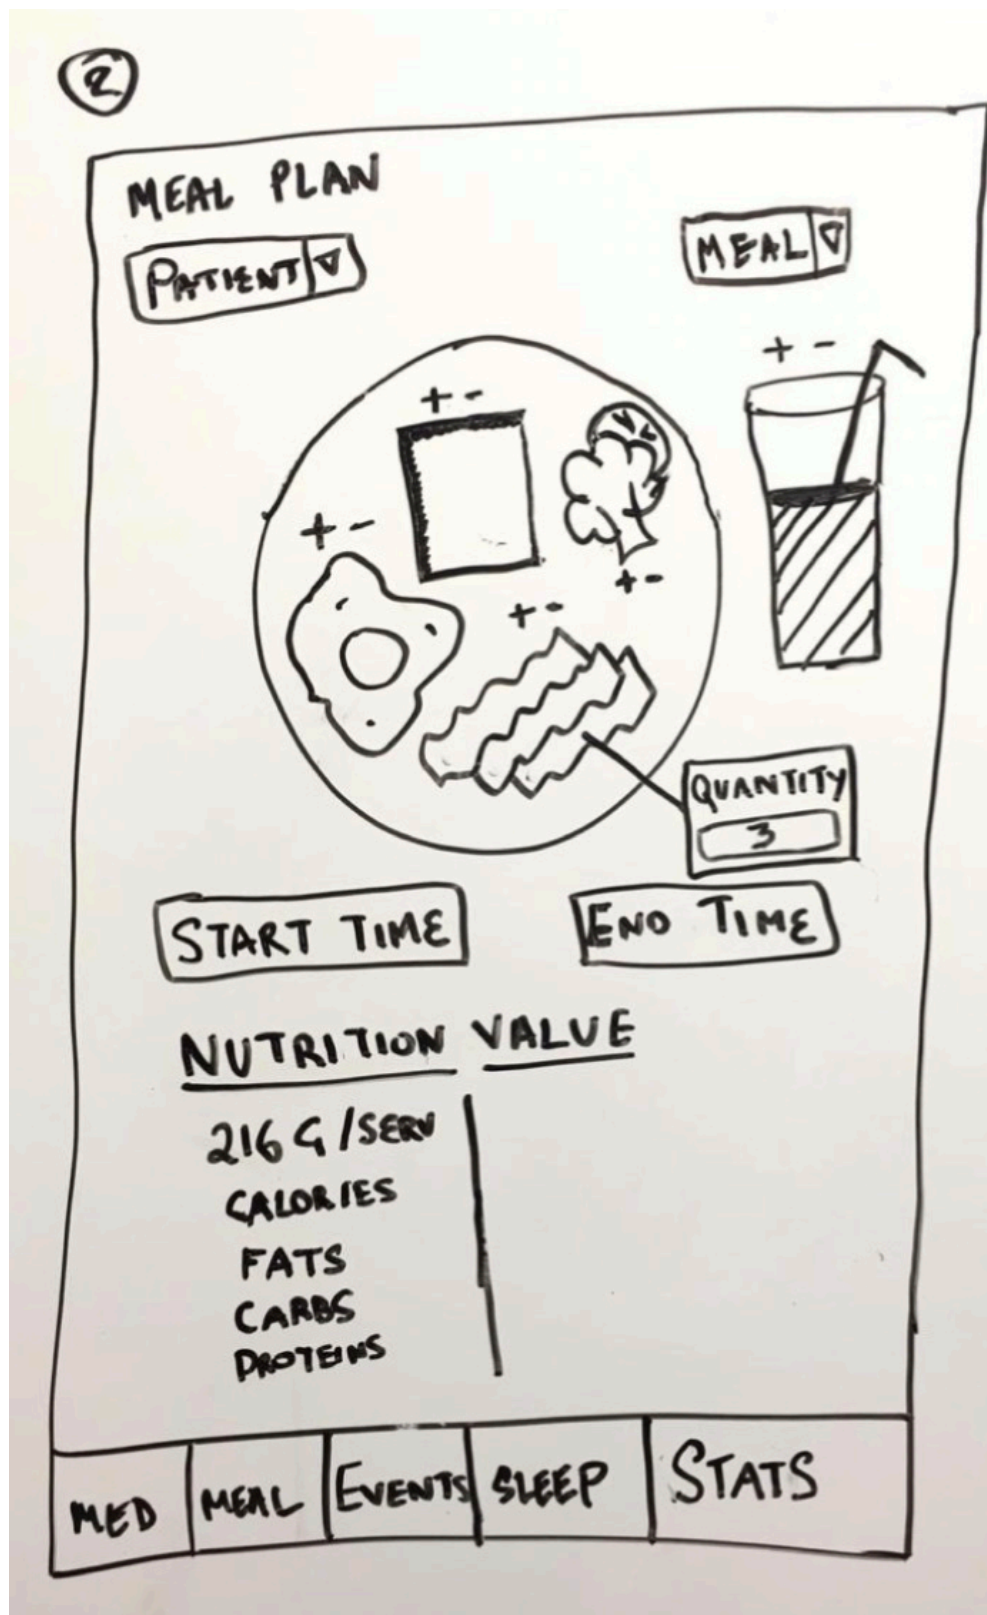 2
MEAL PLAN
PATIENT
MEAL
+ -
+ -
+ -
+ -
+ -
QUANTITY
3
START TIME
END TIME
NUTRITION VALUE
216 G/SERV
CALORIES
FATS
CARBS
PROTEINS
MED MEAL EVENTS SLEEP STATS